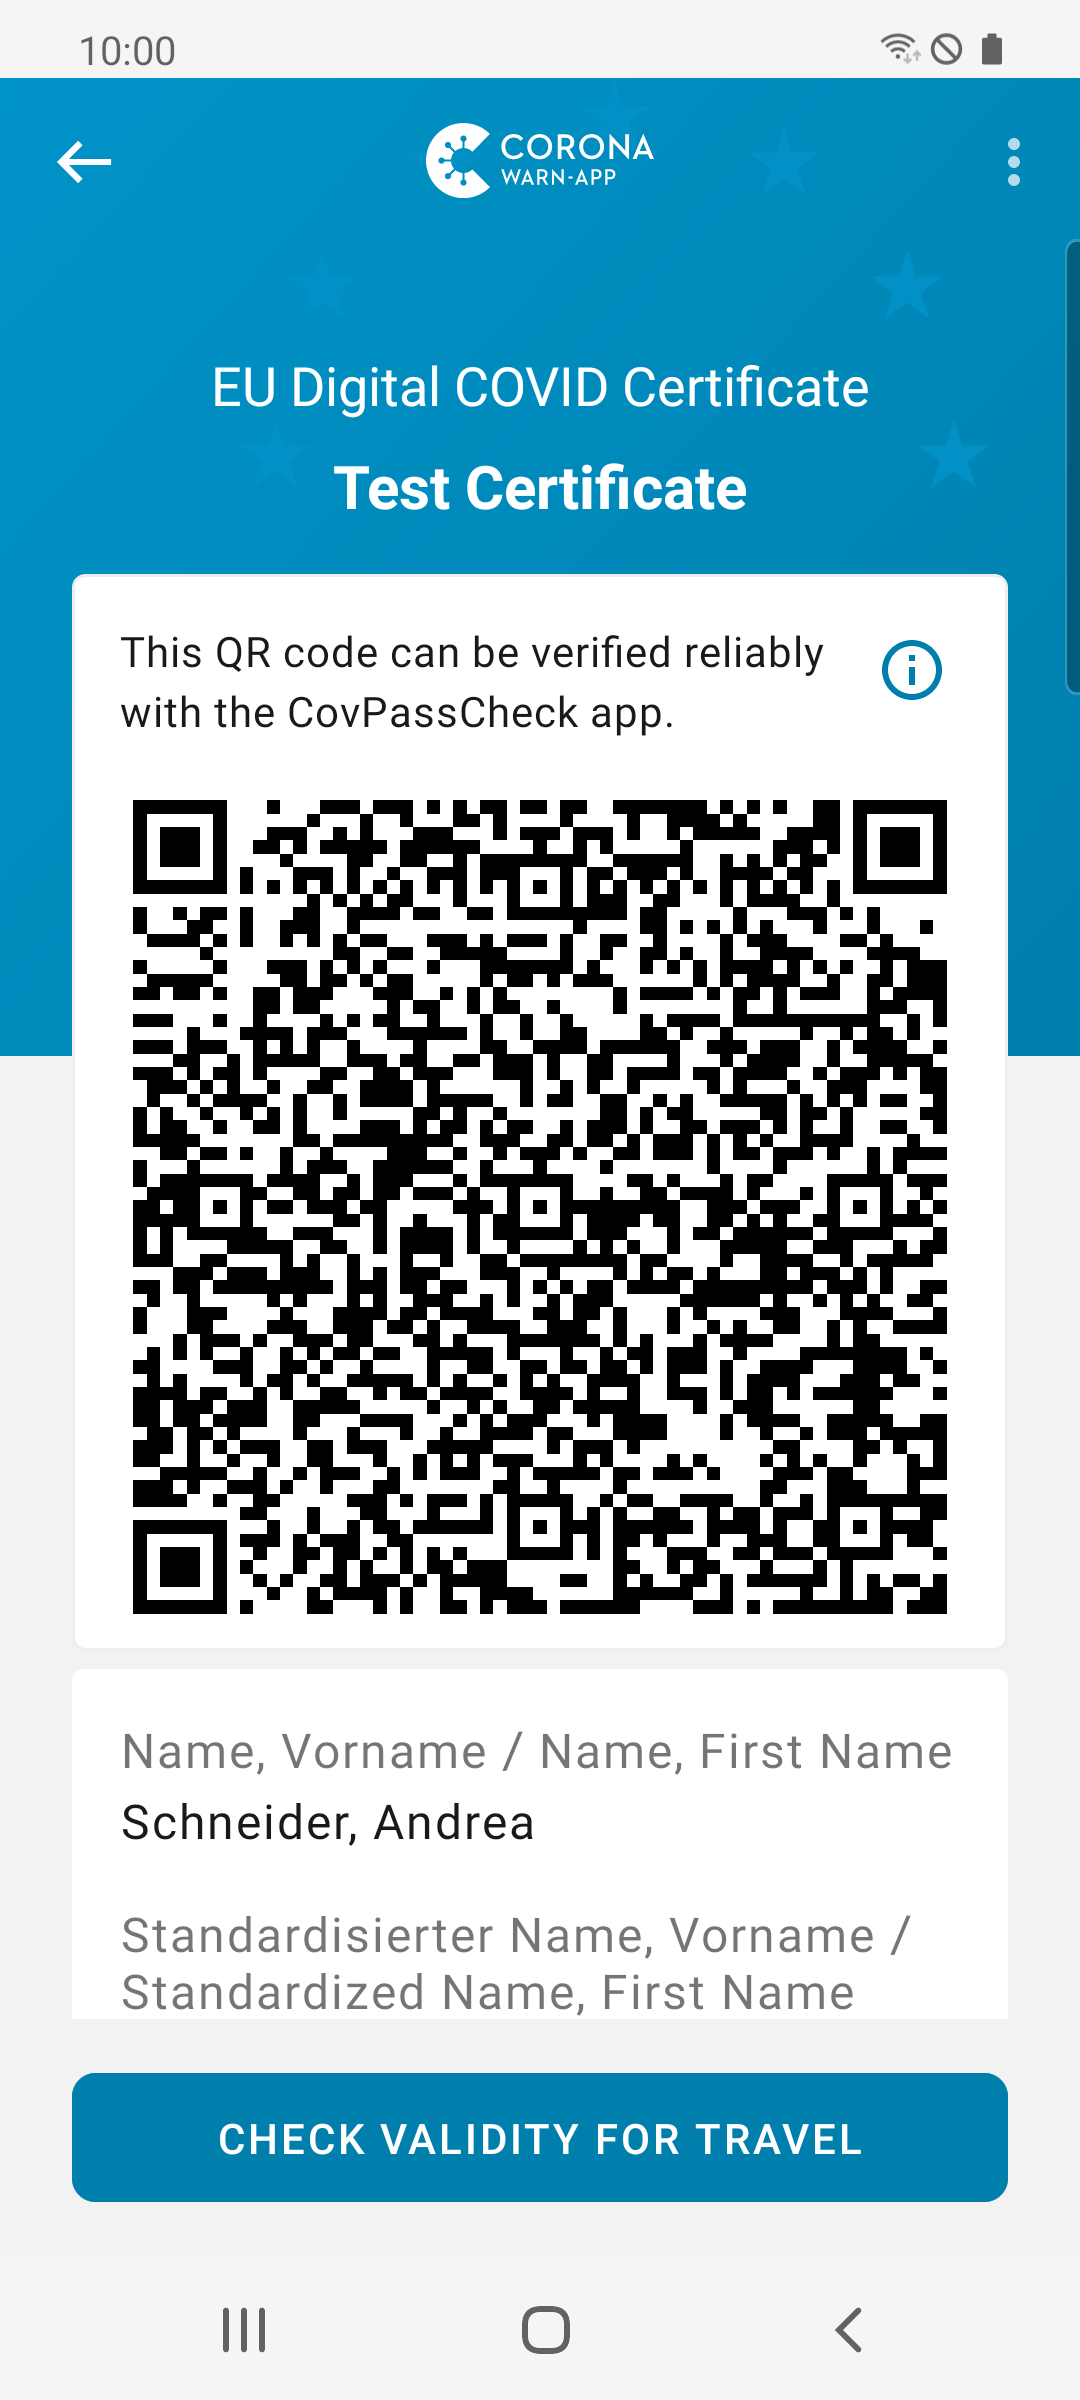 10:00
CORONA
WARN-APP
EU Digital COVID Certificate
Test Certificate
This QR code can be verified reliably
with the CovPassCheck app.
Name, Vorname / Name, First Name
Schneider, Andrea
Standardisierter Name, Vorname /
Standardized Name, First Name
CHECK VALIDITY FOR TRAVEL